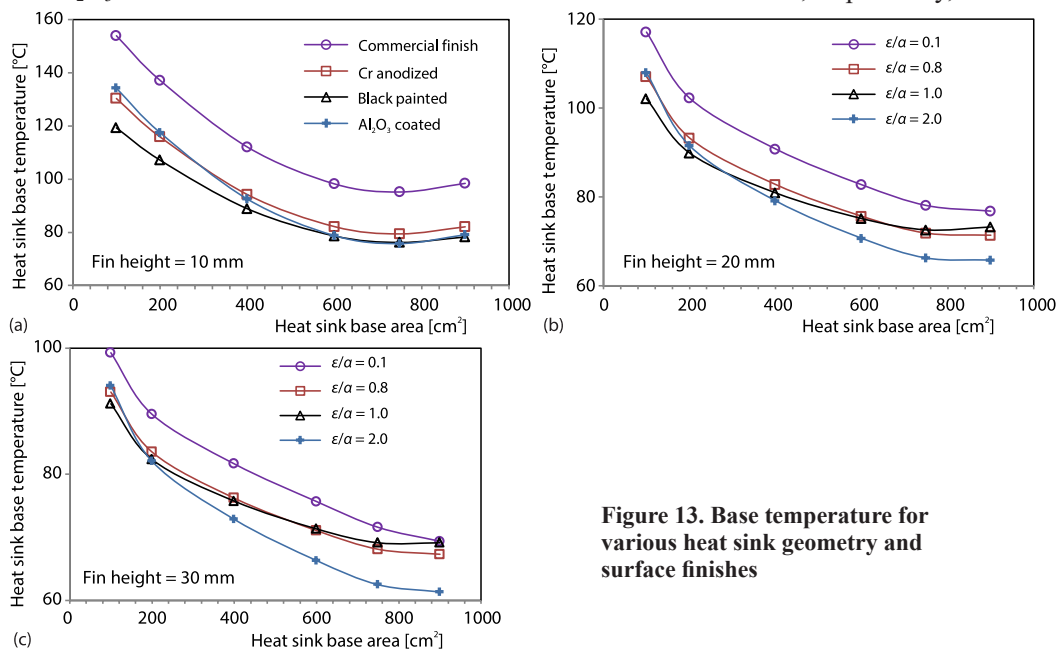 160
140
120
100
80
60
Heat sink base temperature [°C]
Commercial finish
Cr anodized
Black painted
Al₂O₃ coated
Fin height = 10 mm
0 200 400 600 800 1000
(a)
Heat sink base area [cm²]
120
100
80
60
Heat sink base temperature [°C]
ε/α = 0.1
ε/α = 0.8
ε/α = 1.0
ε/α = 2.0
Fin height = 20 mm
0 200 400 600 800 1000
(b)
Heat sink base area [cm²]
100
80
60
Heat sink base temperature [°C]
ε/α = 0.1
ε/α = 0.8
ε/α = 1.0
ε/α = 2.0
Fin height = 30 mm
0 200 400 600 800 1000
(c)
Heat sink base area [cm²]
Figure 13. Base temperature for
various heat sink geometry and
surface finishes